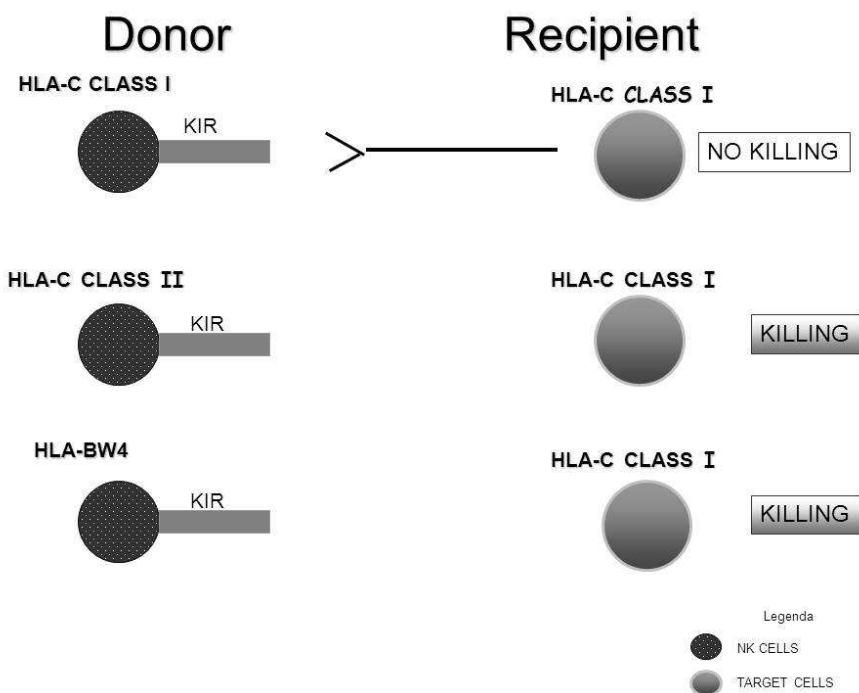 Donor Recipient
HLA-C CLASS I
HLA-C CLASS I
KIR
NO KILLING
HLA-C CLASS II
HLA-C CLASS I
KIR
KILLING
HLA-BW4
HLA-C CLASS I
KIR
KILLING
Legenda
NK CELLS
TARGET CELLS